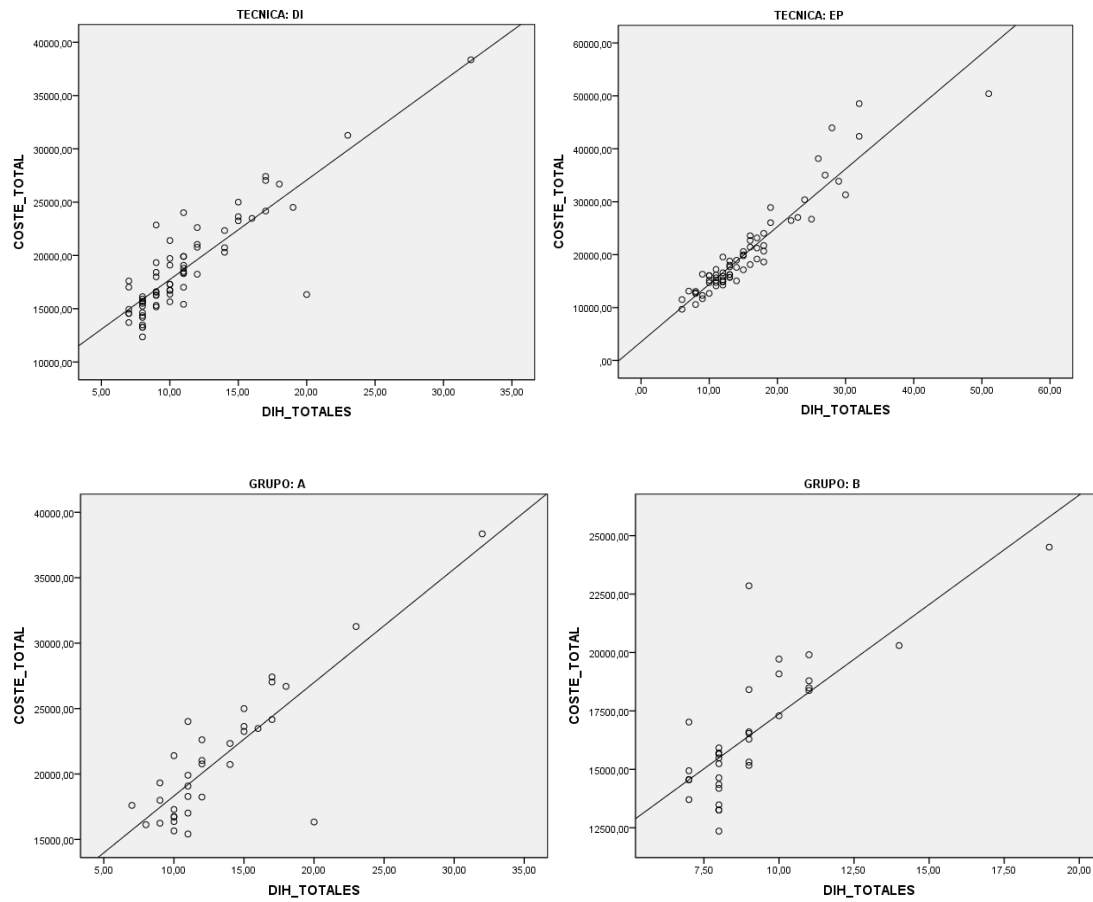 TECNICA: DI
40000,00
35000,00
30000,00
25000,00
20000,00
15000,00
10000,00
COSTE_TOTAL
5,00 10,00 15,00 20,00 25,00 30,00 35,00
DIH_TOTALES
TECNICA: EP
60000,00
50000,00
40000,00
30000,00
20000,00
10000,00
,00
COSTE_TOTAL
,00 10,00 20,00 30,00 40,00 50,00 60,00
DIH_TOTALES
GRUPO: A
40000,00
35000,00
30000,00
25000,00
20000,00
15000,00
COSTE_TOTAL
5,00 10,00 15,00 20,00 25,00 30,00 35,00
DIH_TOTALES
GRUPO: B
25000,00
22500,00
20000,00
17500,00
15000,00
12500,00
COSTE_TOTAL
7,50 10,00 12,50 15,00 17,50 20,00
DIH_TOTALES